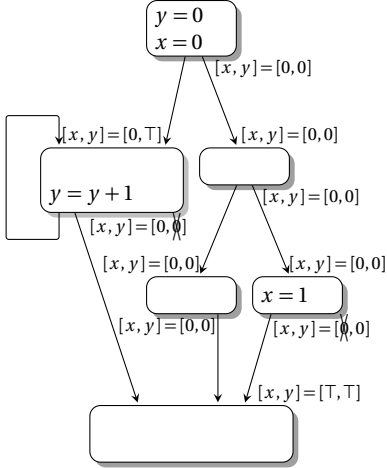 y = 0
x = 0
[x, y] = [0, 0]
[x, y] = [0, ⊤]
[x, y] = [0, 0]
y = y + 1
[x, y] = [0, 0]
[x, y] = [0, 0]
[x, y] = [0, 0]
[x, y] = [0, 0]
x = 1
[x, y] = [0, 0]
[x, y] = [0, 0]
[x, y] = [⊤, ⊤]